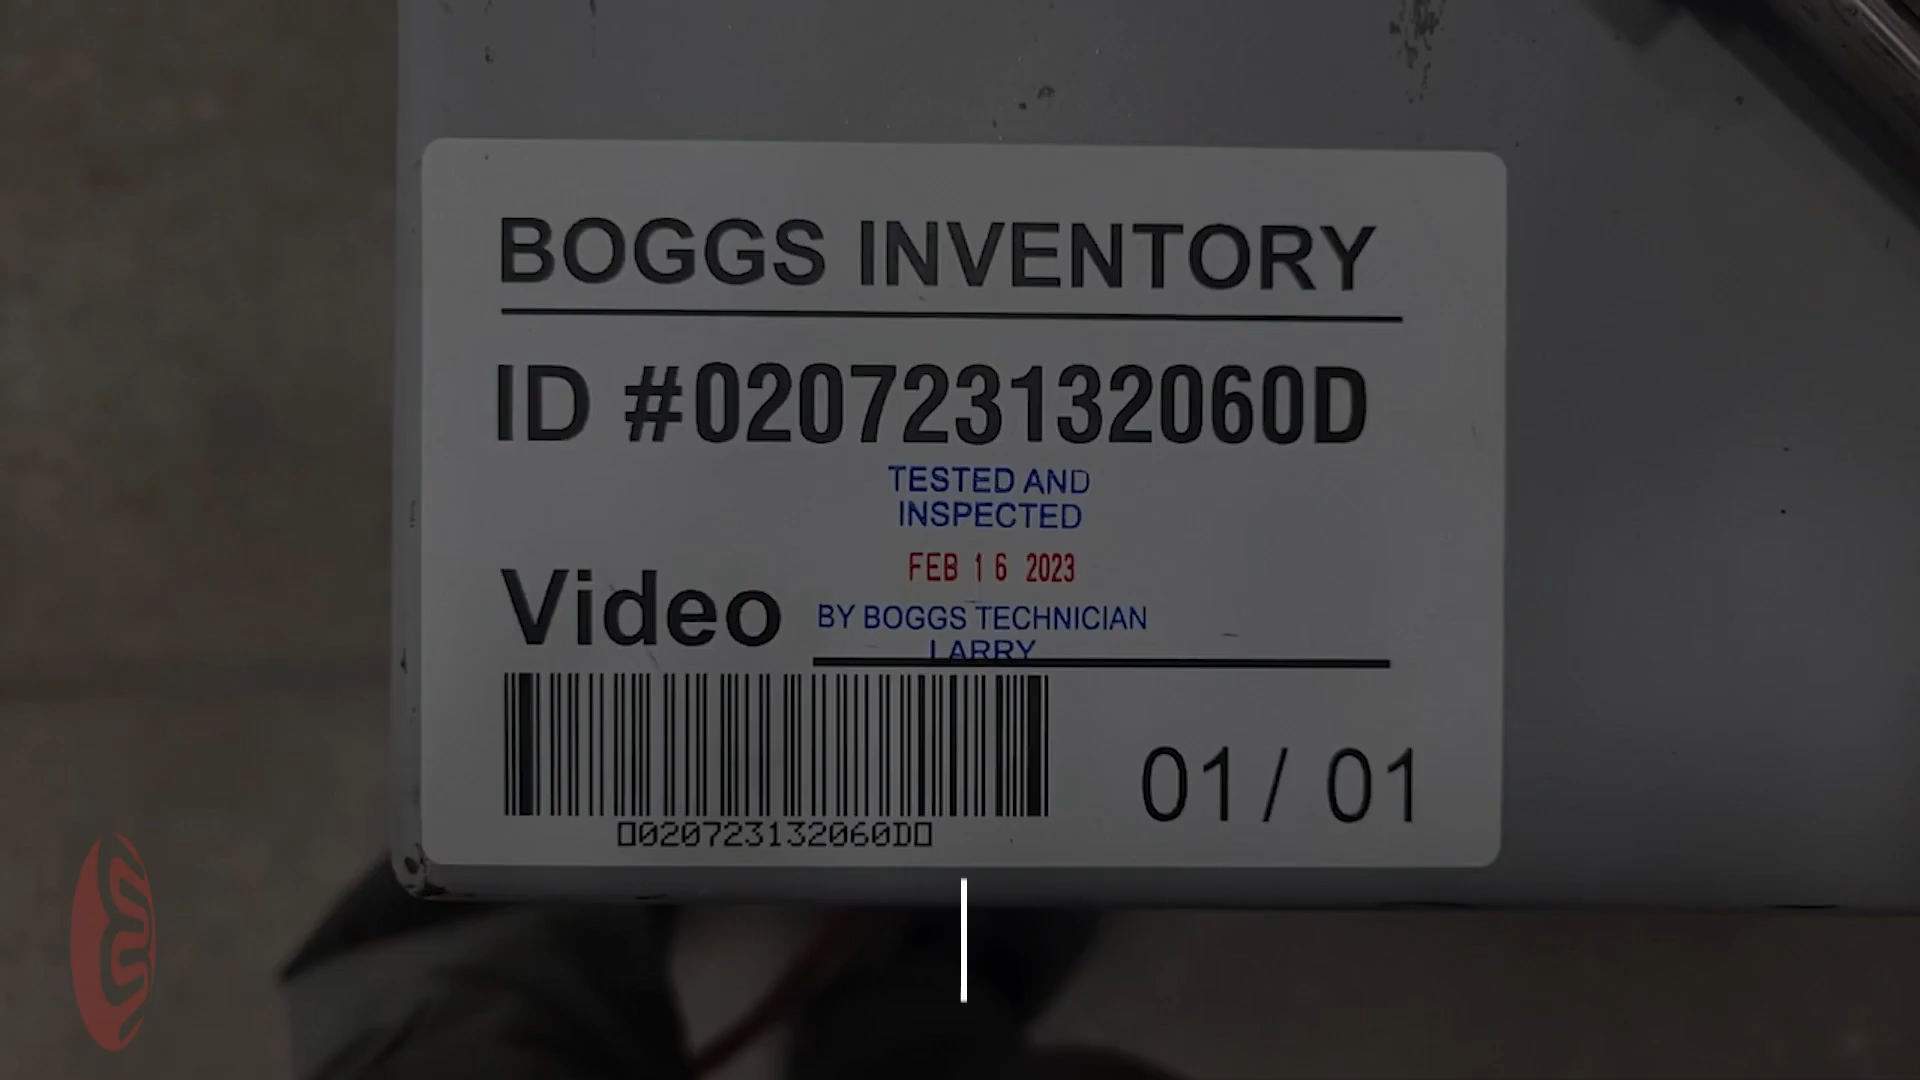 BOGGS INVENTORY
ID #020723132060D
TESTED AND
INSPECTED
FEB 16 2023
Video
BY BOGGS TECHNICIAN
LARRY
020723132060D
01 / 01